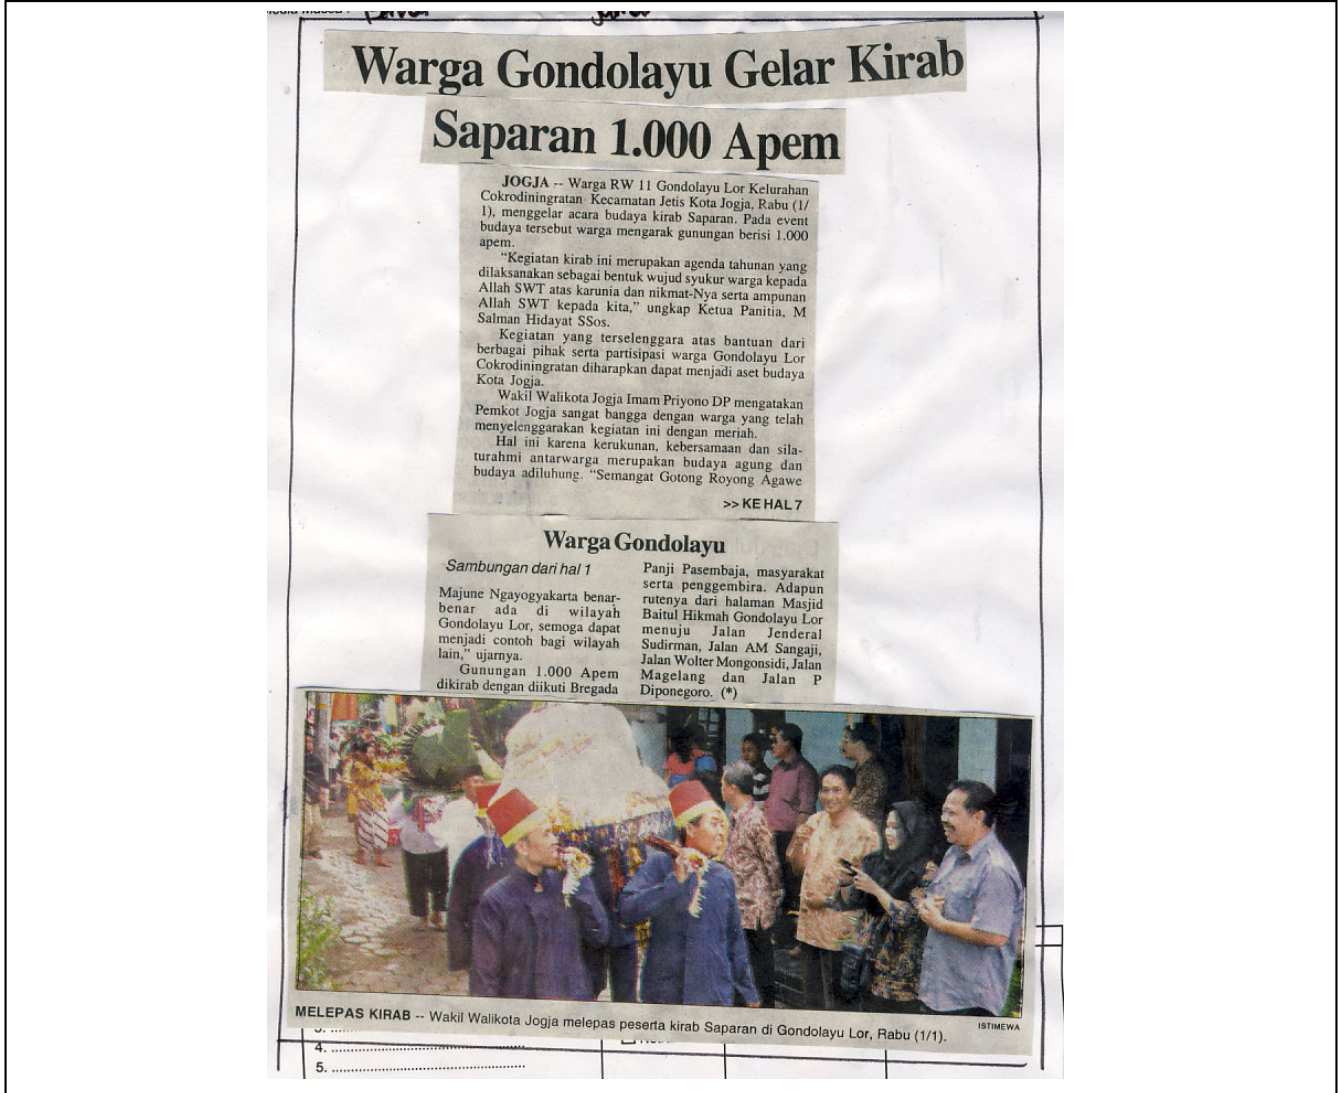 Warga Gondolayu Gelar Kirab
Saparan 1.000 Apem
JOGJA -- Warga RW 11 Gondolayu Lor Kelurahan
Cokrodiningratan Kecamatan Jetis Kota Jogja, Rabu (1/
1), menggelar acara budaya kirab Saparan. Pada event
budaya tersebut warga mengarak gunungan berisi 1.000
apem.
“Kegiatan kirab ini merupakan agenda tahunan yang
dilaksanakan sebagai bentuk wujud syukur warga kepada
Allah SWT atas karunia dan nikmat-Nya serta ampunan
Allah SWT kepada kita,” ungkap Ketua Panitia, M
Salman Hidayat SSos.
Kegiatan yang terselenggara atas bantuan dari
berbagai pihak serta partisipasi warga Gondolayu Lor
Cokrodiningratan diharapkan dapat menjadi aset budaya
Kota Jogja.
Wakil Walikota Jogja Imam Priyono DP mengatakan
Pemkot Jogja sangat bangga dengan warga yang telah
menyelenggarakan kegiatan ini dengan meriah.
Hal ini karena kerukunan, kebersamaan dan sila-
turahmi antarwarga merupakan budaya agung dan
budaya adiluhung. “Semangat Gotong Royong Agawe
>> KE HAL 7
Warga Gondolayu
Sambungan dari hal 1
Majune Ngayogyakarta benar-
benar ada di wilayah
Gondolayu Lor, semoga dapat
menjadi contoh bagi wilayah
lain,” ujarnya.
Gunungan 1.000 Apem
dikirab dengan diikuti Bregada
Panji Pasembaja, masyarakat
serta penggembira. Adapun
rutenya dari halaman Masjid
Baitul Hikmah Gondolayu Lor
menuju Jalan Jenderal
Sudirman, Jalan AM Sangaji,
Jalan Wolter Mongonsidi, Jalan
Magelang dan Jalan P
Diponegoro. (*)
MELEPAS KIRAB -- Wakil Walikota Jogja melepas peserta kirab Saparan di Gondolayu Lor, Rabu (1/1).
ISTIMEWA
4. ........................................................
5. ........................................................